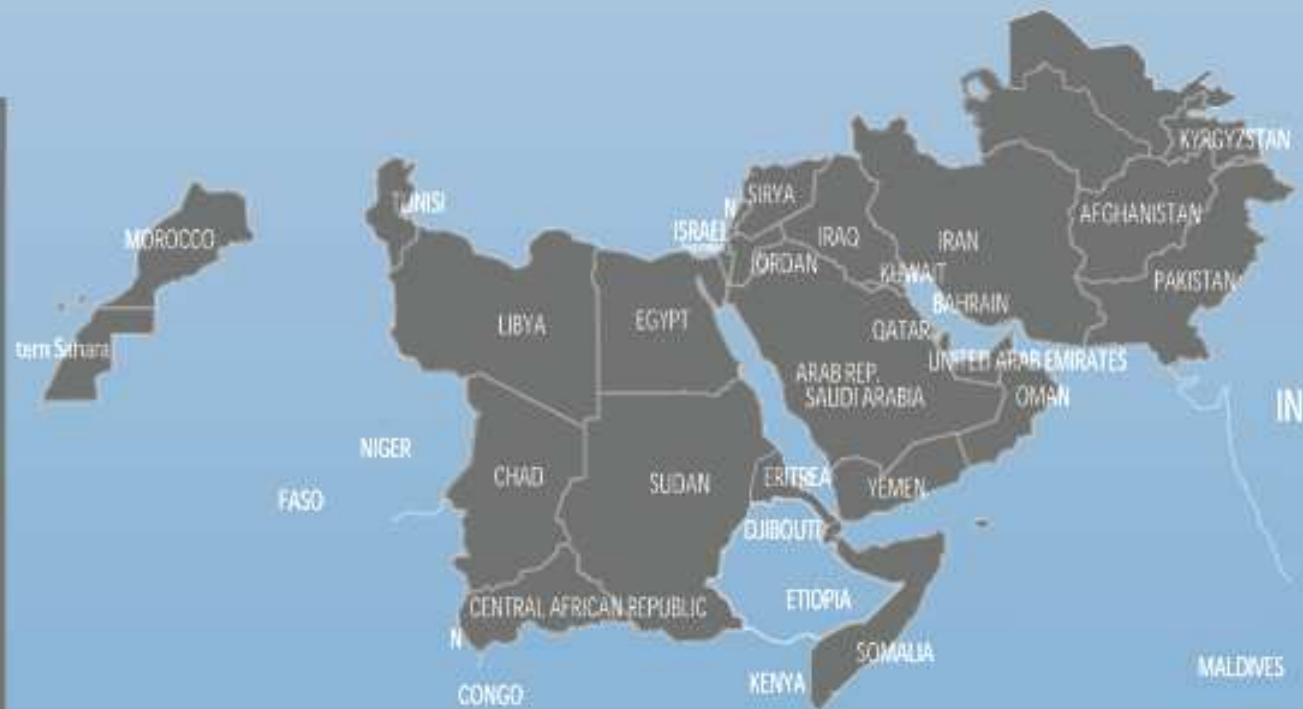 KYRGYZSTAN
TUNISI
SIRYA
N
AFGHANISTAN
ISRAEL
MOROCCO
IRAQ
IRAN
JORDAN
KUWAIT
PAKISTAN
BAHRAIN
LIBYA
EGYPT
QATAR
tern Sahara
UNITED ARAB EMIRATES
ARAB REP.
SAUDI ARABIA
OMAN
IN
NIGER
CHAD
SUDAN
ERITREA
YEMEN
FASO
DJIBOUTI
ETIOPIA
CENTRAL AFRICAN REPUBLIC
N
SOMALIA
MALDIVES
KENYA
CONGO